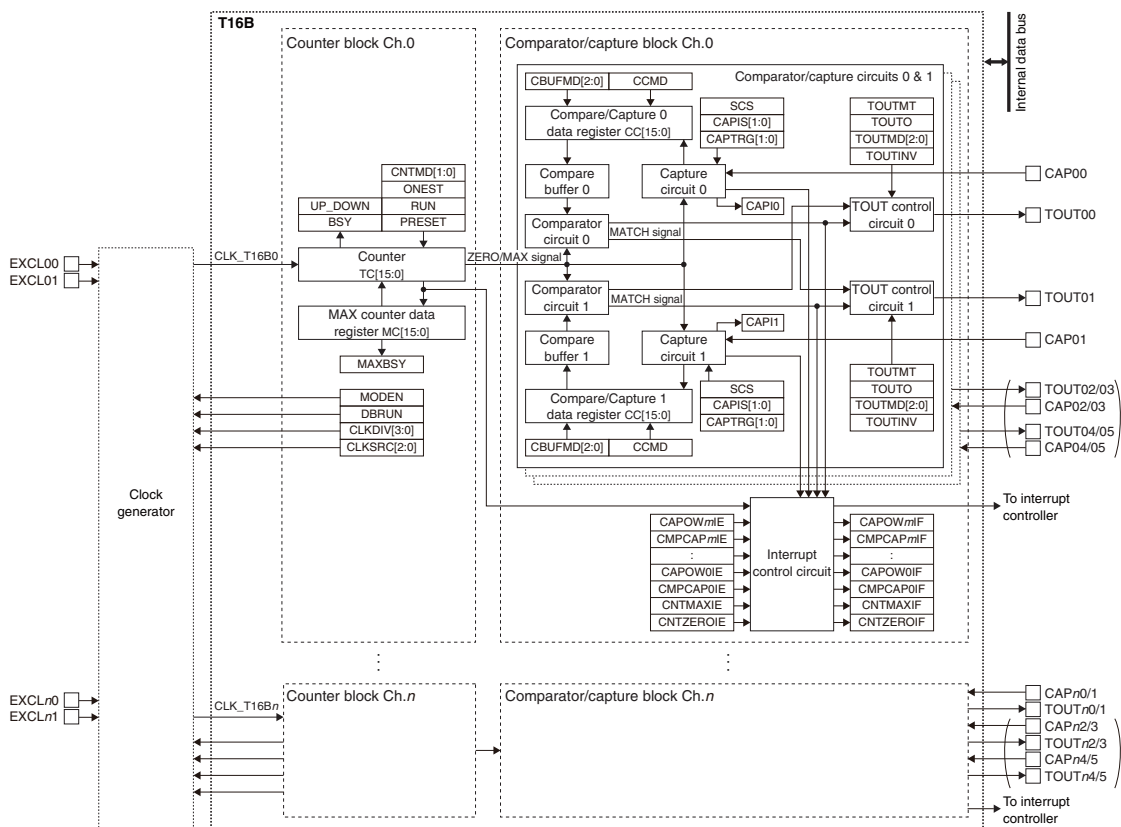 T16B
Counter block Ch.0
Comparator/capture block Ch.0
Internal data bus
Comparator/capture circuits 0 & 1
CBUFMD[2:0]
CCMD
Compare/Capture 0
data register CC[15:0]
SCS
CAPIS[1:0]
CAPTRG[1:0]
TOUTMT
TOUTO
TOUTMD[2:0]
TOUTINV
CNTMD[1:0]
ONEST
RUN
PRESET
UP_DOWN
BSY
Compare
buffer 0
Capture
circuit 0
CAPI0
CAP00
TOUT control
circuit 0
TOUT00
Comparator
circuit 0
MATCH signal
EXCL00
EXCL01
CLK_T16B0
Counter
TC[15:0]
ZERO/MAX signal
Comparator
circuit 1
MATCH signal
TOUT control
circuit 1
TOUT01
MAX counter data
register MC[15:0]
MAXBSY
Compare
buffer 1
Capture
circuit 1
CAPI1
CAP01
MODEN
DBRUN
CLKDIV[3:0]
CLKSRC[2:0]
Compare/Capture 1
data register CC[15:0]
CBUFMD[2:0]
CCMD
SCS
CAPIS[1:0]
CAPTRG[1:0]
TOUTMT
TOUTO
TOUTMD[2:0]
TOUTINV
TOUT02/03
CAP02/03
TOUT04/05
CAP04/05
Clock
generator
To interrupt
controller
CAPOWmIE
CMPCAPmIE
:
CAPOW0IE
CMPCAP0IE
CNTMAXIE
CNTZEROIE
Interrupt
control circuit
CAPOWmIF
CMPCAPmIF
:
CAPOW0IF
CMPCAP0IF
CNTMAXIF
CNTZEROIF
EXCLn0
EXCLn1
CLK_T16Bn
Counter block Ch.n
Comparator/capture block Ch.n
CAPn0/1
TOUTn0/1
CAPn2/3
TOUTn2/3
CAPn4/5
TOUTn4/5
To interrupt
controller